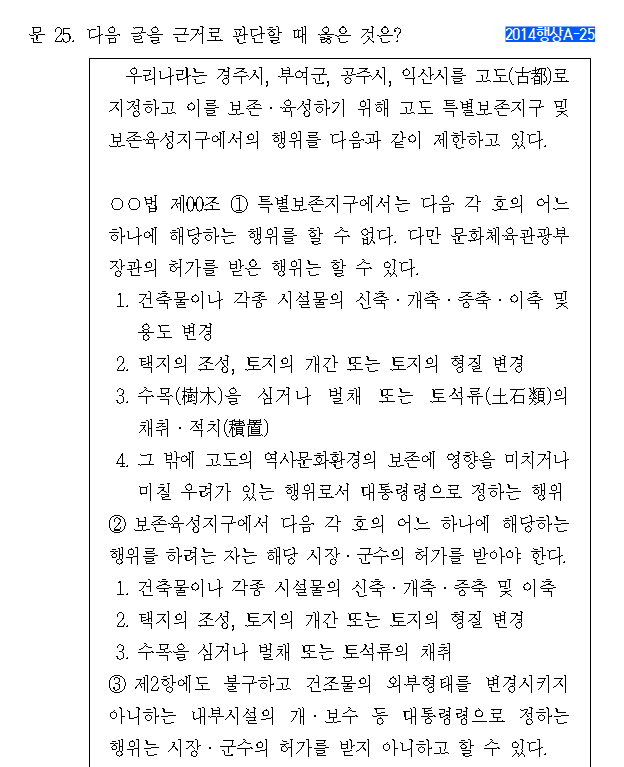 문 25. 다음 글을 근거로 판단할 때 옳은 것은?
2014행상A-25
우리나라는 경주시, 부여군, 공주시, 익산시를 고도(古都)로
지정하고 이를 보존·육성하기 위해 고도 특별보존지구 및
보존육성지구에서의 행위를 다음과 같이 제한하고 있다.
○○법 제00조 ① 특별보존지구에서는 다음 각 호의 어느
하나에 해당하는 행위를 할 수 없다. 다만 문화체육관광부
장관의 허가를 받은 행위는 할 수 있다.
1. 건축물이나 각종 시설물의 신축·개축·증축·이축 및
용도 변경
2. 택지의 조성, 토지의 개간 또는 토지의 형질 변경
3. 수목(樹木)을 심거나 벌채 또는 토석류(土石類)의
채취·적치(積置)
4. 그 밖에 고도의 역사문화환경의 보존에 영향을 미치거나
미칠 우려가 있는 행위로서 대통령령으로 정하는 행위
② 보존육성지구에서 다음 각 호의 어느 하나에 해당하는
행위를 하려는 자는 해당 시장·군수의 허가를 받아야 한다.
1. 건축물이나 각종 시설물의 신축·개축·증축 및 이축
2. 택지의 조성, 토지의 개간 또는 토지의 형질 변경
3. 수목을 심거나 벌채 또는 토석류의 채취
③ 제2항에도 불구하고 건조물의 외부형태를 변경시키지
아니하는 내부시설의 개·보수 등 대통령령으로 정하는
행위는 시장·군수의 허가를 받지 아니하고 할 수 있다.